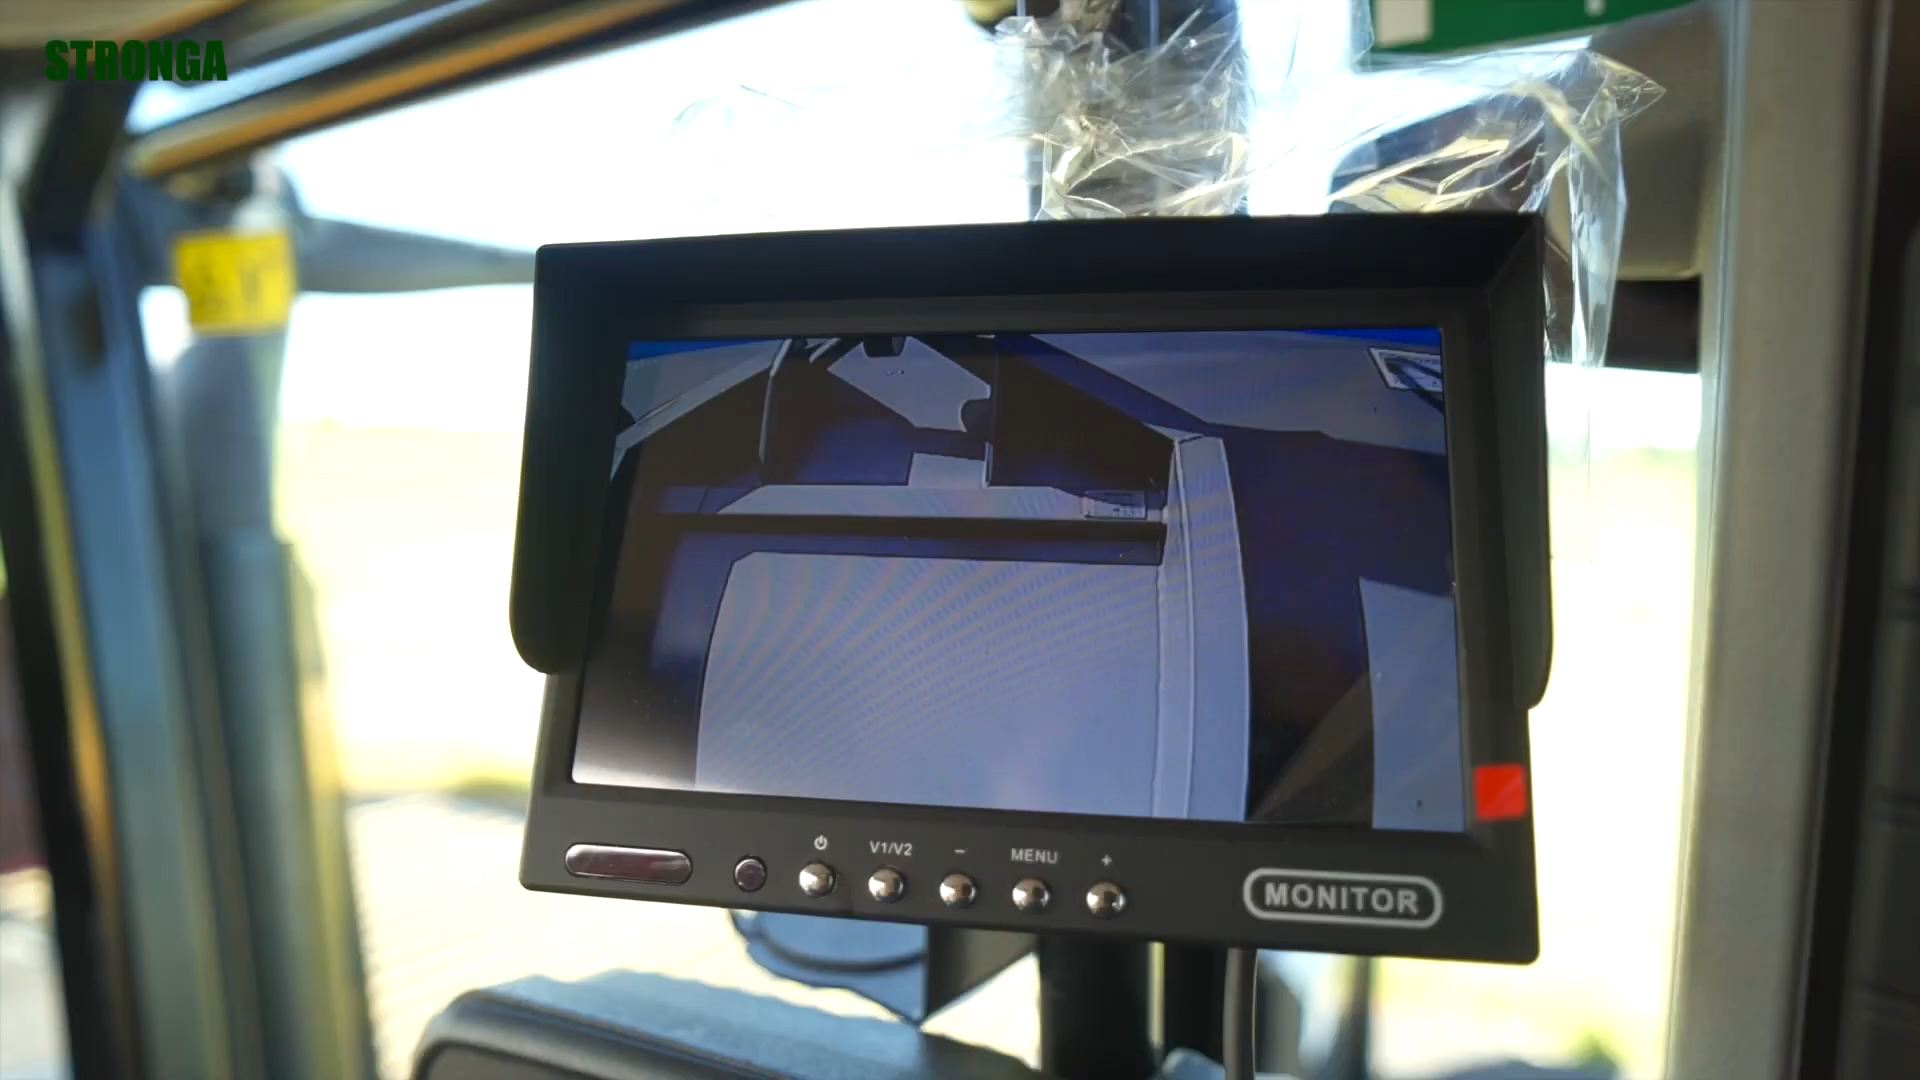 STRONGA
V1/V2
-
MENU
+
MONITOR